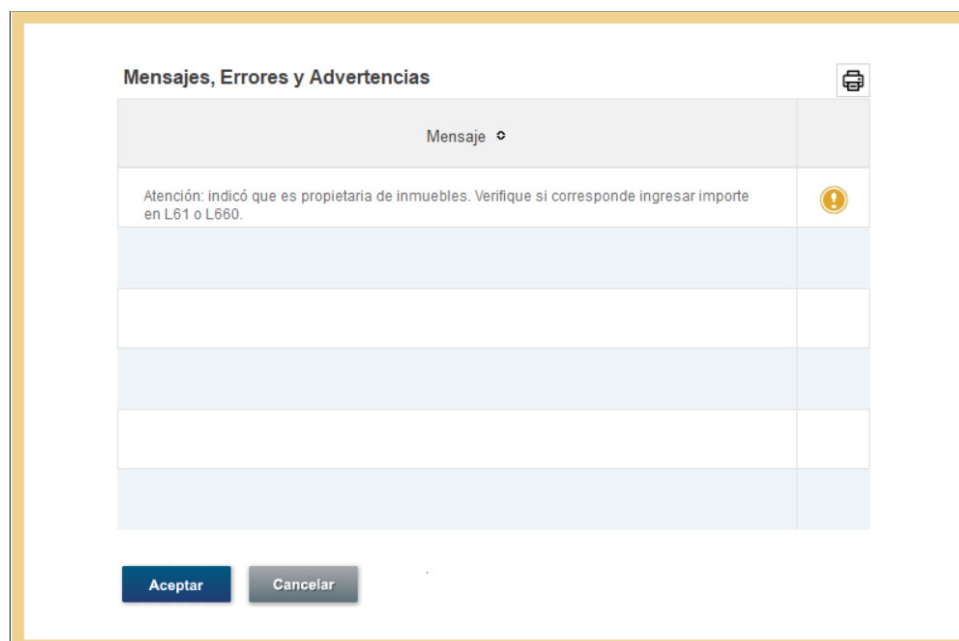 Mensajes, Errores y Advertencias
Mensaje
Atención: indicó que es propietaria de inmuebles. Verifique si corresponde ingresar importe
en L61 o L660.
Aceptar
Cancelar